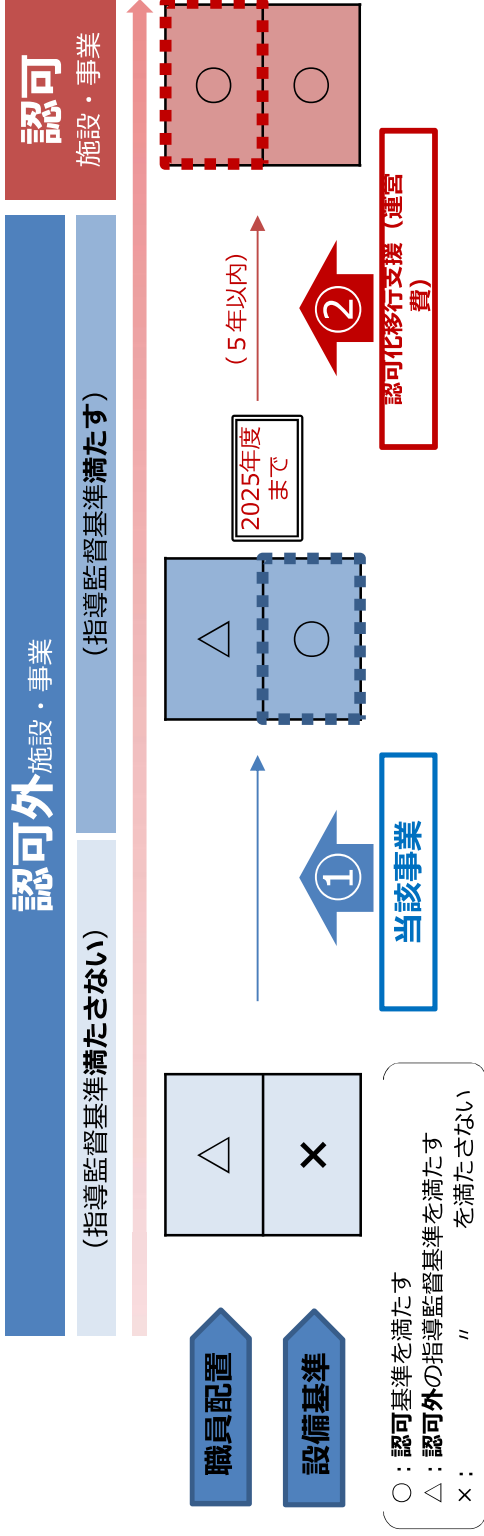 認可外施設・事業
認可
施設・事業
（指導監督基準満たさない）
（指導監督基準満たす）
職員配置
△
△
○
設備基準
×
○
○
2025年度
まで
（５年以内）
①
②
当該事業
認可化移行支援（運営
費）
○：認可基準を満たす
△：認可外の指導監督基準を満たす
×： 〃 を満たさない